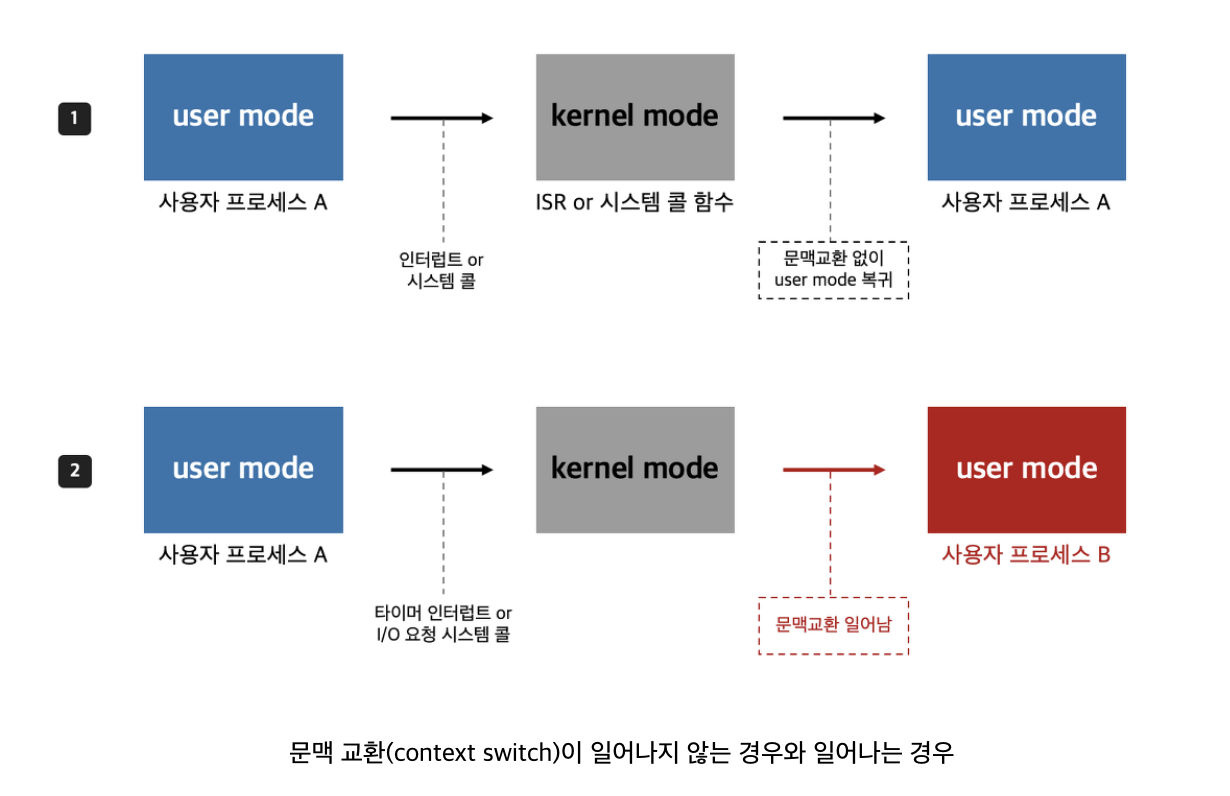 1
user mode
kernel mode
user mode
사용자 프로세스 A
ISR or 시스템 콜 함수
사용자 프로세스 A
인터럽트 or
시스템 콜
문맥교환 없이
user mode 복귀
2
user mode
kernel mode
user mode
사용자 프로세스 A
사용자 프로세스 B
타이머 인터럽트 or
I/O 요청 시스템 콜
문맥교환 일어남
문맥 교환(context switch)이 일어나지 않는 경우와 일어나는 경우